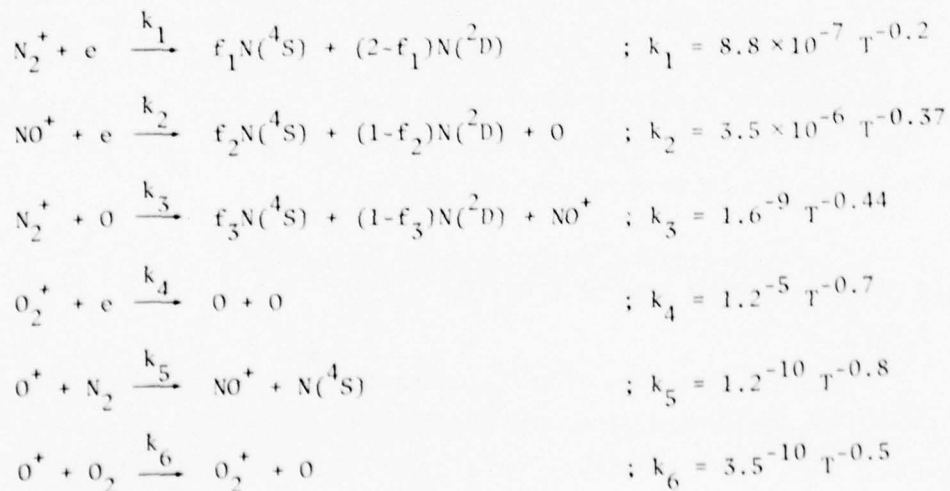 N₂⁺ + e —k₁→ f₁N(⁴S) + (2-f₁)N(²D) ; k₁ = 8.8 × 10⁻⁷ T⁻⁰·²
NO⁺ + e —k₂→ f₂N(⁴S) + (1-f₂)N(²D) + O ; k₂ = 3.5 × 10⁻⁶ T⁻⁰·³⁷
N₂⁺ + O —k₃→ f₃N(⁴S) + (1-f₃)N(²D) + NO⁺ ; k₃ = 1.6⁻⁹ T⁻⁰·⁴⁴
O₂⁺ + e —k₄→ O + O ; k₄ = 1.2⁻⁵ T⁻⁰·⁷
O⁺ + N₂ —k₅→ NO⁺ + N(⁴S) ; k₅ = 1.2⁻¹⁰ T⁻⁰·⁸
O⁺ + O₂ —k₆→ O₂⁺ + O ; k₆ = 3.5⁻¹⁰ T⁻⁰·⁵